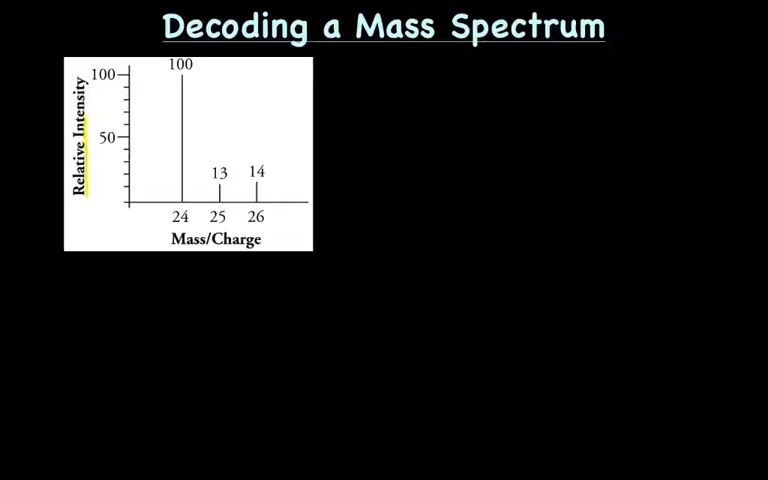 Decoding a Mass Spectrum
Relative Intensity
100
50
100
13
14
24 25 26
Mass/Charge